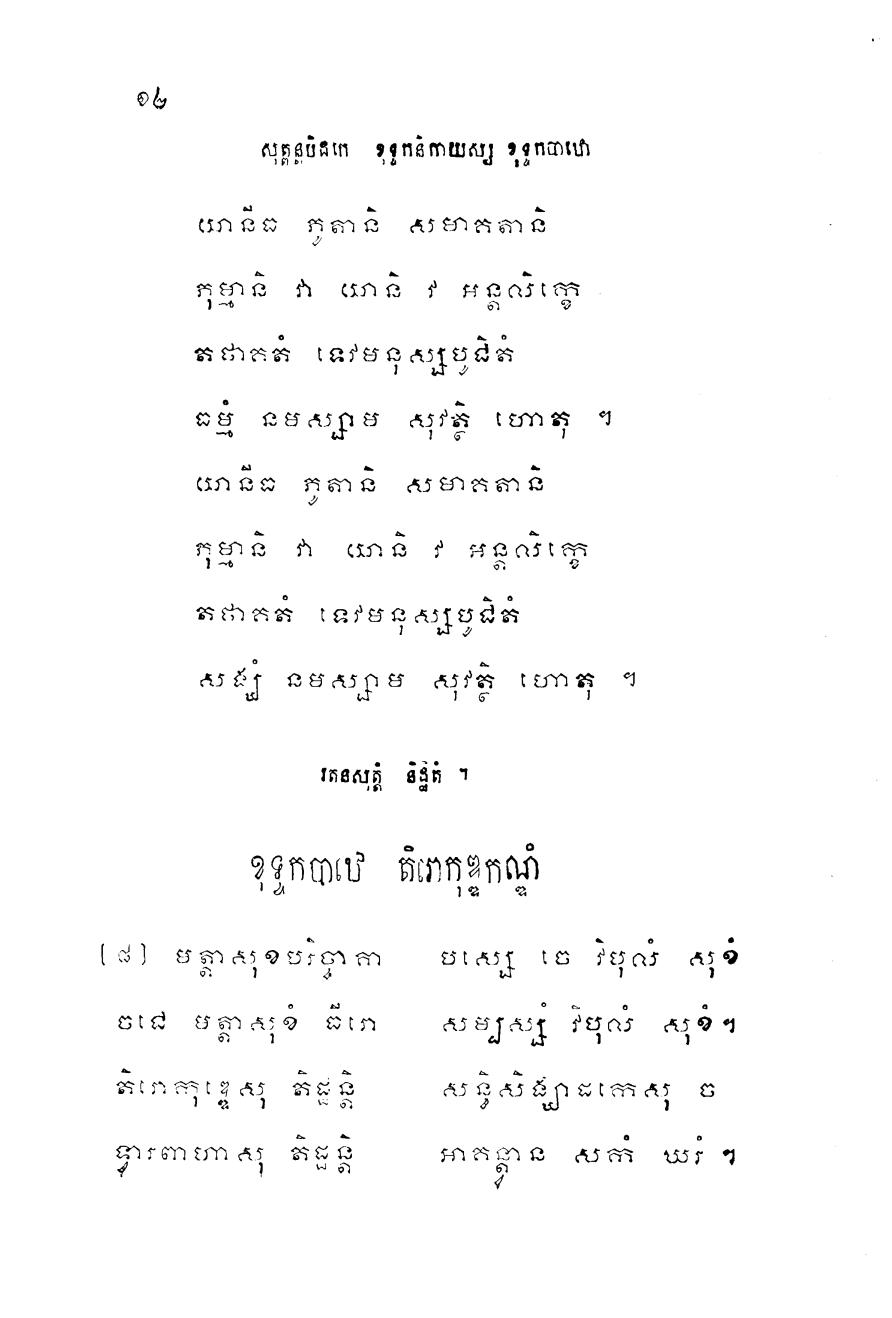 ១២
សុត្តន្តបិដកេ ខុទ្ទកនិកាយស្ស ខុទ្ទកបាឋោ
យានីធ ភូតានិ សមាគតានិ
ភុម្មានិ វា យានិ វ អន្តលិក្ខេ
តថាគតំ ទេវមនុស្សបូជិតំ
ធម្មំ នមស្សាម សុវត្ថិ ហោតុ ។
យានីធ ភូតានិ សមាគតានិ
ភុម្មានិ វា យានិ វ អន្តលិក្ខេ
តថាគតំ ទេវមនុស្សបូជិតំ
សង្ឃំ នមស្សាម សុវត្ថិ ហោតុ ។
រតនសុត្តំ និដ្ឋិតំ ។
ខុទ្ទកបាឋេ តិរោកុឌ្ឌកណ្ឌំ
(៨) មត្តាសុខបរិច្ចាគា បស្សេ ចេ វិបុលំ សុខំ
ចជេ មត្តាសុខំ ធីរោ សម្បស្សំ វិបុលំ សុខំ។
តិរោកុឌ្ឌេសុ តិដ្ឋន្តិ សន្ធិសិង្ឃាដកេសុ ច
ទ្វារពាហាសុ តិដ្ឋន្តិ អាគន្ត្វាន សកំ ឃរំ ។